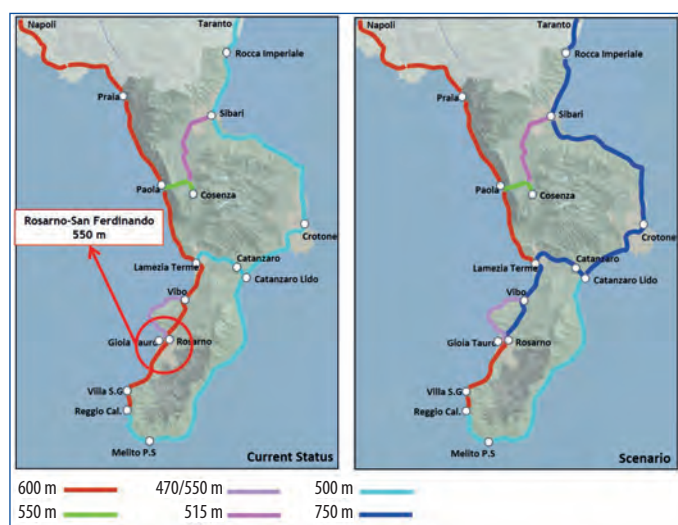 Napoli
Taranto
Rocca Imperiale
Praia
Sibari
Paola
Cosenza
Rosarno-San Ferdinando
550 m
Crotone
Catanzaro
Lamezia Terme
Catanzaro Lido
Vibo
Gioia Tauro
Rosarno
Villa S.G
Reggio Cal.
Melito P.S
Current Status
Napoli
Taranto
Rocca Imperiale
Praia
Sibari
Paola
Cosenza
Crotone
Catanzaro
Lamezia Terme
Catanzaro Lido
Vibo
Gioia Tauro
Rosarno
Villa S.G
Reggio Cal.
Melito P.S
Scenario
600 m
470/550 m
500 m
550 m
515 m
750 m